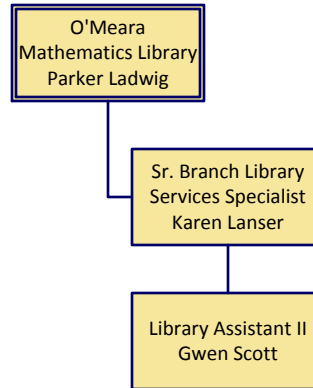 O'Meara
Mathematics Library
Parker Ladwig
Sr. Branch Library
Services Specialist
Karen Lanser
Library Assistant II
Gwen Scott